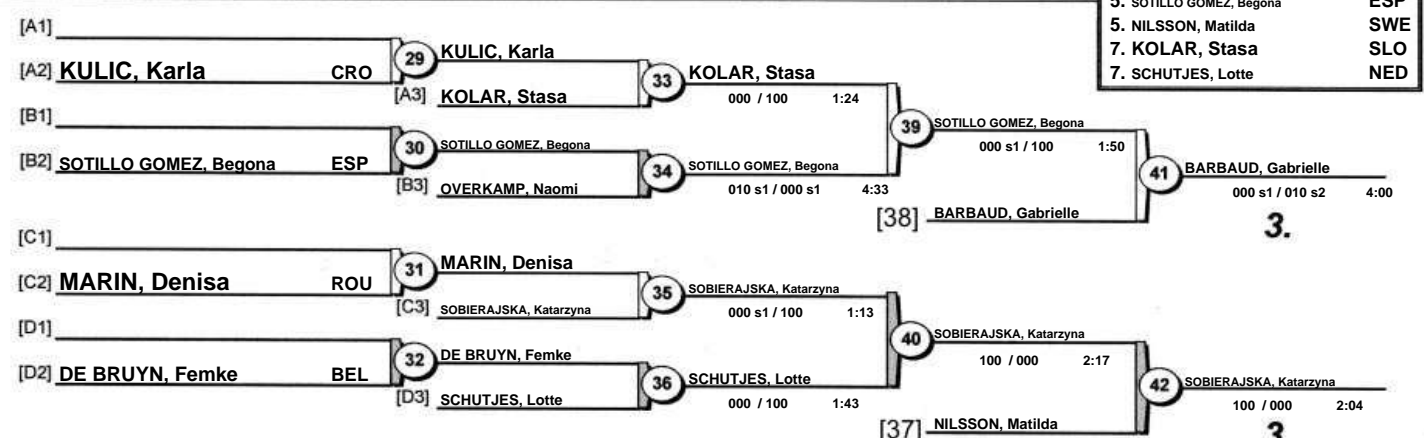 5. SOTILLO GOMEZ, Begona ESP
5. NILSSON, Matilda SWE
7. KOLAR, Stasa SLO
7. SCHUTJES, Lotte NED
[A1]
[A2] KULIC, Karla CRO
29
KULIC, Karla
[A3] KOLAR, Stasa
33
KOLAR, Stasa
000 / 100 1:24
[B1]
[B2] SOTILLO GOMEZ, Begona ESP
30
SOTILLO GOMEZ, Begona
[B3] OVERKAMP, Naomi
34
SOTILLO GOMEZ, Begona
010 s1 / 000 s1 4:33
39
SOTILLO GOMEZ, Begona
000 s1 / 100 1:50
[38] BARBAUD, Gabrielle
41
BARBAUD, Gabrielle
000 s1 / 010 s2 4:00
3.
[C1]
[C2] MARIN, Denisa ROU
31
MARIN, Denisa
[C3] SOBIERAJSKA, Katarzyna
35
SOBIERAJSKA, Katarzyna
000 s1 / 100 1:13
[D1]
[D2] DE BRUYN, Femke BEL
32
DE BRUYN, Femke
[D3] SCHUTJES, Lotte
36
SCHUTJES, Lotte
000 / 100 1:43
40
SOBIERAJSKA, Katarzyna
100 / 000 2:17
[37] NILSSON, Matilda
42
SOBIERAJSKA, Katarzyna
100 / 000 2:04
3